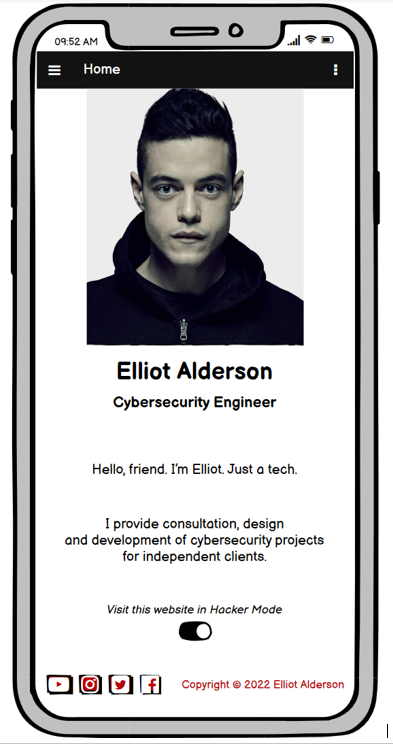 09:52 AM
Home
Elliot Alderson
Cybersecurity Engineer
Hello, friend. I'm Elliot. Just a tech.
I provide consultation, design
and development of cybersecurity projects
for independent clients.
Visit this website in Hacker Mode
Copyright © 2022 Elliot Alderson